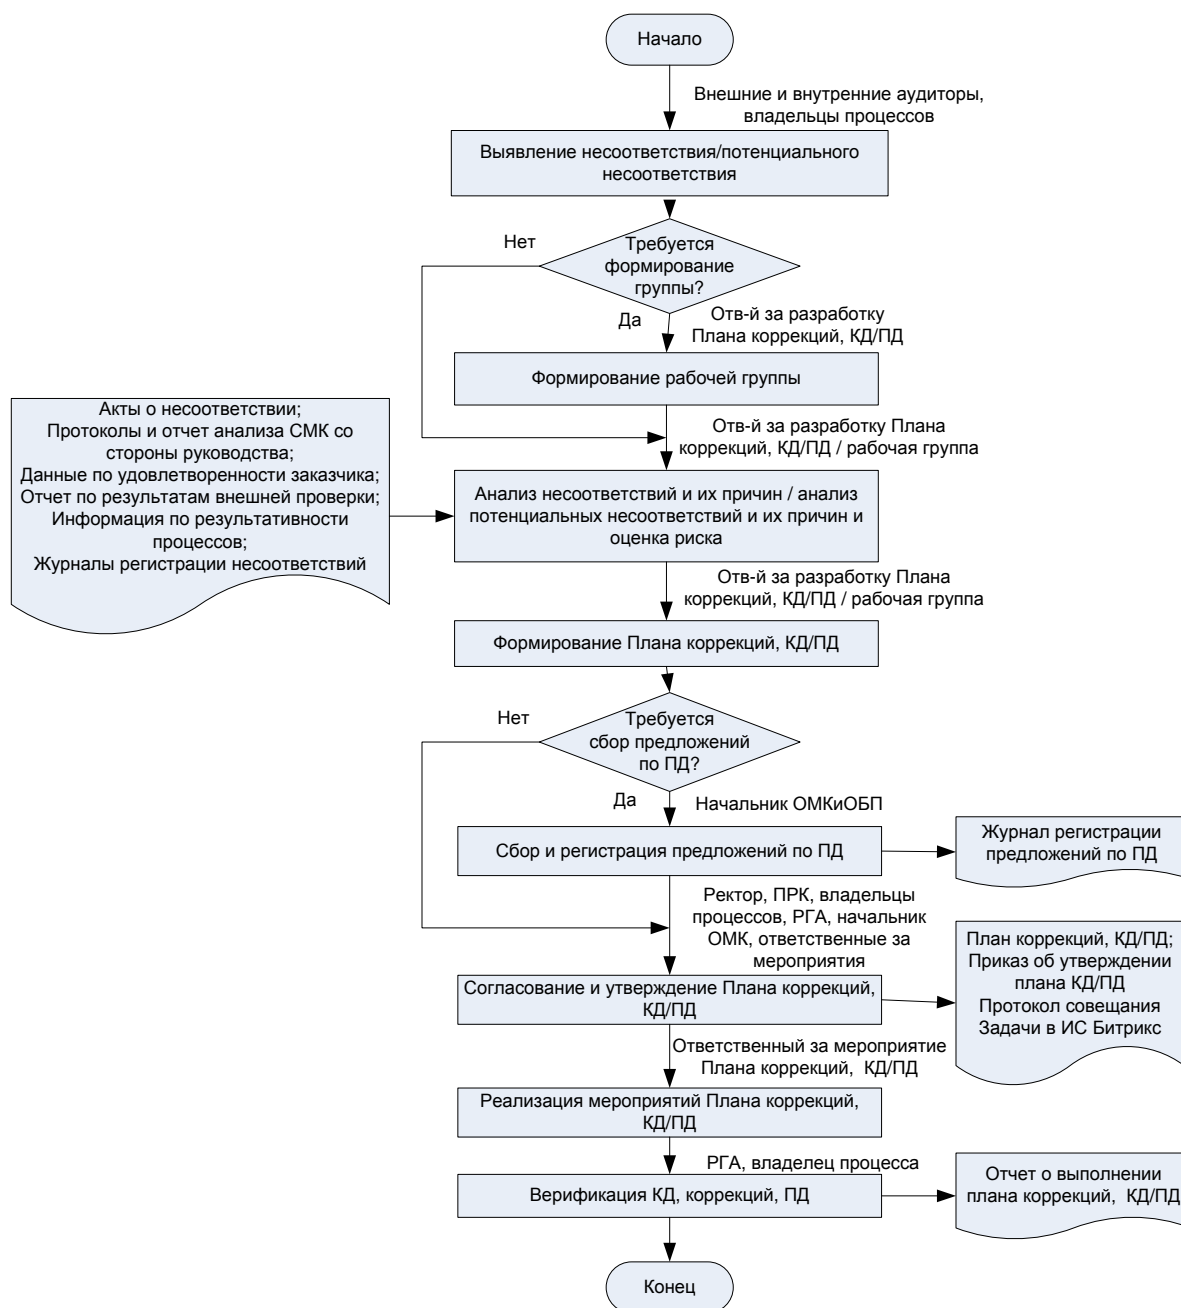 Начало
Внешние и внутренние аудиторы,
владельцы процессов
Выявление несоответствия/потенциального
несоответствия
Нет
Требуется
формирование
группы?
Да
Отв-й за разработку
Плана коррекций, КД/ПД
Формирование рабочей группы
Отв-й за разработку Плана
коррекций, КД/ПД / рабочая группа
Акты о несоответствии;
Протоколы и отчет анализа СМК со
стороны руководства;
Данные по удовлетворенности заказчика;
Отчет по результатам внешней проверки;
Информация по результативности
процессов;
Журналы регистрации несоответствий
Анализ несоответствий и их причин / анализ
потенциальных несоответствий и их причин и
оценка риска
Отв-й за разработку Плана
коррекций, КД/ПД / рабочая группа
Формирование Плана коррекций, КД/ПД
Нет
Требуется
сбор предложений
по ПД?
Да
Начальник ОМКиОБП
Сбор и регистрация предложений по ПД
Журнал регистрации
предложений по ПД
Ректор, ПРК, владельцы
процессов, РГА, начальник
ОМК, ответственные за
мероприятия
Согласование и утверждение Плана коррекций,
КД/ПД
План коррекций, КД/ПД;
Приказ об утверждении
плана КД/ПД
Протокол совещания
Задачи в ИС Битрикс
Ответственный за мероприятие
Плана коррекций, КД/ПД
Реализация мероприятий Плана коррекций,
КД/ПД
РГА, владелец процесса
Верификация КД, коррекций, ПД
Отчет о выполнении
плана коррекций, КД/ПД
Конец